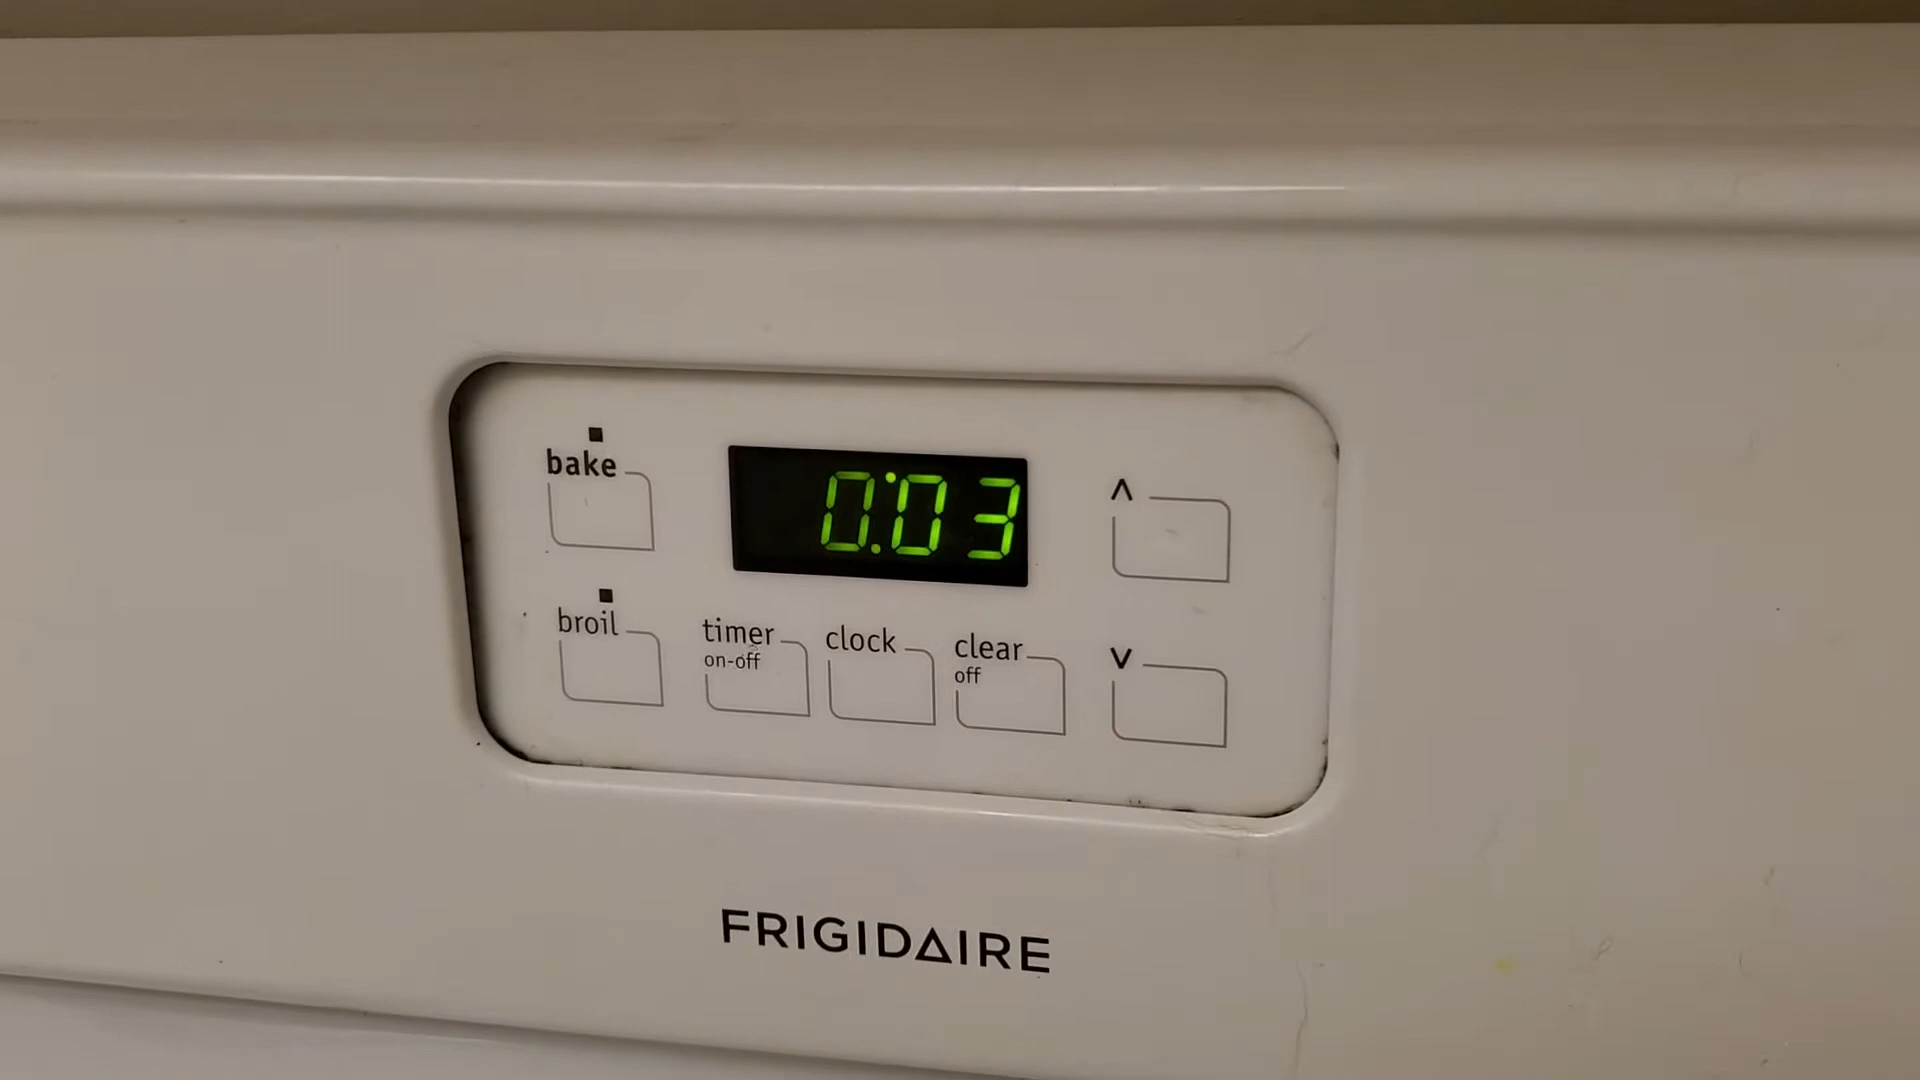 bake
0:03
^
broil
timer
on-off
clock
clear
off
v
FRIGIDAIRE